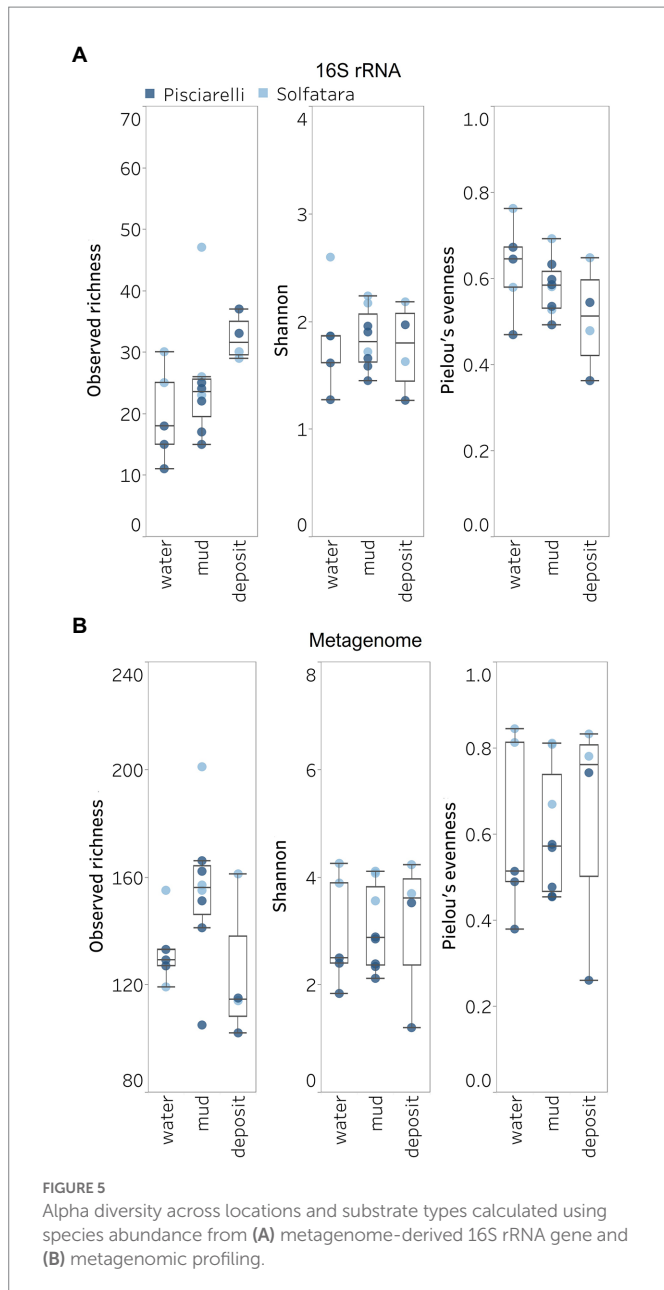 A
16S rRNA
Pisciarelli Solfatara
Observed richness
70
60
50
40
30
20
10
0
water
mud
deposit
Shannon
4
3
2
1
0
water
mud
deposit
Pielou's evenness
1.0
0.8
0.6
0.4
0.2
0.0
water
mud
deposit
B
Metagenome
Observed richness
240
200
160
120
80
water
mud
deposit
Shannon
8
6
4
2
0
water
mud
deposit
Pielou's evenness
1.0
0.8
0.6
0.4
0.2
0.0
water
mud
deposit
FIGURE 5
Alpha diversity across locations and substrate types calculated using
species abundance from (A) metagenome-derived 16S rRNA gene and
(B) metagenomic profiling.